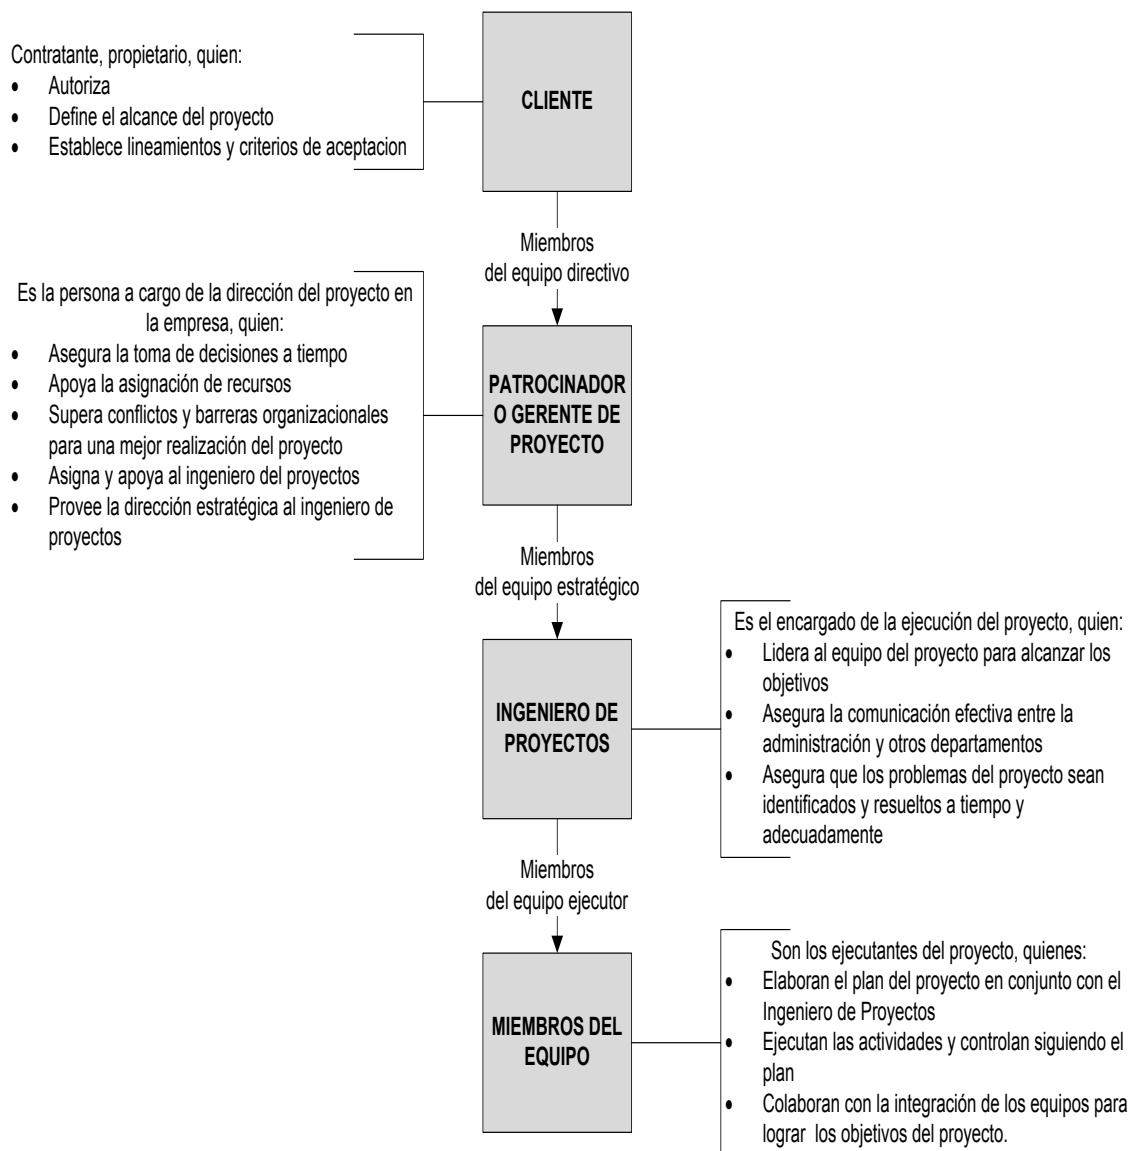 Contratante, propietario, quien:
• Autoriza
• Define el alcance del proyecto
• Establece lineamientos y criterios de aceptacion
CLIENTE
Miembros
del equipo directivo
Es la persona a cargo de la dirección del proyecto en
la empresa, quien:
• Asegura la toma de decisiones a tiempo
• Apoya la asignación de recursos
• Supera conflictos y barreras organizacionales
para una mejor realización del proyecto
• Asigna y apoya al ingeniero del proyectos
• Provee la dirección estratégica al ingeniero de
proyectos
PATROCINADOR
O GERENTE DE
PROYECTO
Miembros
del equipo estratégico
INGENIERO DE
PROYECTOS
Es el encargado de la ejecución del proyecto, quien:
• Lidera al equipo del proyecto para alcanzar los
objetivos
• Asegura la comunicación efectiva entre la
administración y otros departamentos
• Asegura que los problemas del proyecto sean
identificados y resueltos a tiempo y
adecuadamente
Miembros
del equipo ejecutor
MIEMBROS DEL
EQUIPO
Son los ejecutantes del proyecto, quienes:
• Elaboran el plan del proyecto en conjunto con el
Ingeniero de Proyectos
• Ejecutan las actividades y controlan siguiendo el
plan
• Colaboran con la integración de los equipos para
lograr los objetivos del proyecto.